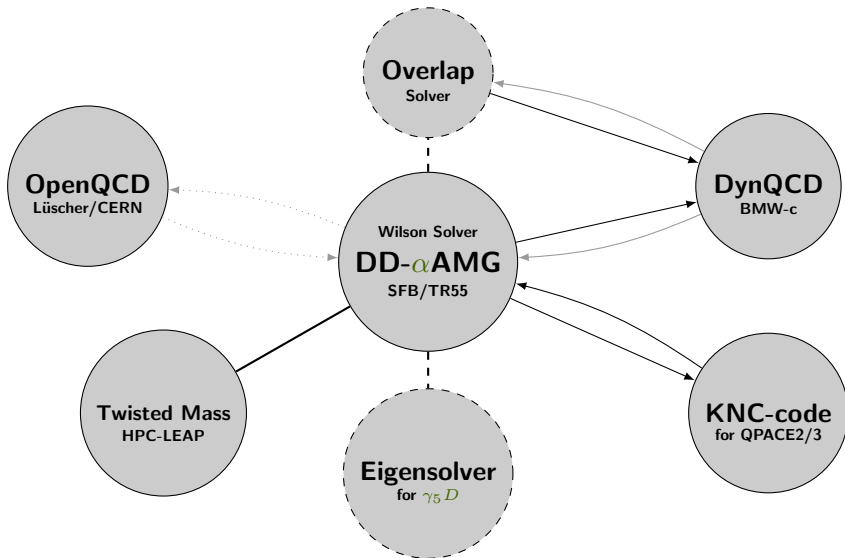 Overlap
Solver
OpenQCD
Lüscher/CERN
DynQCD
BMW-c
Wilson Solver
DD-αAMG
SFB/TR55
Twisted Mass
HPC-LEAP
KNC-code
for QPACE2/3
Eigensolver
for γ₅D